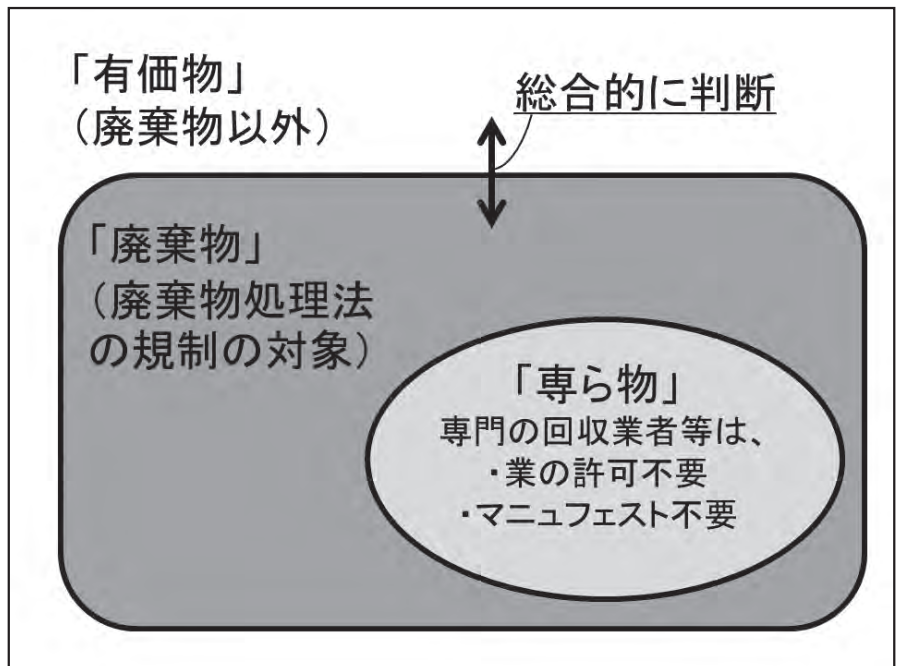 「有価物」
（廃棄物以外）
総合的に判断
「廃棄物」
（廃棄物処理法
の規制の対象）
「専ら物」
専門の回収業者等は、
・業の許可不要
・マニュフェスト不要